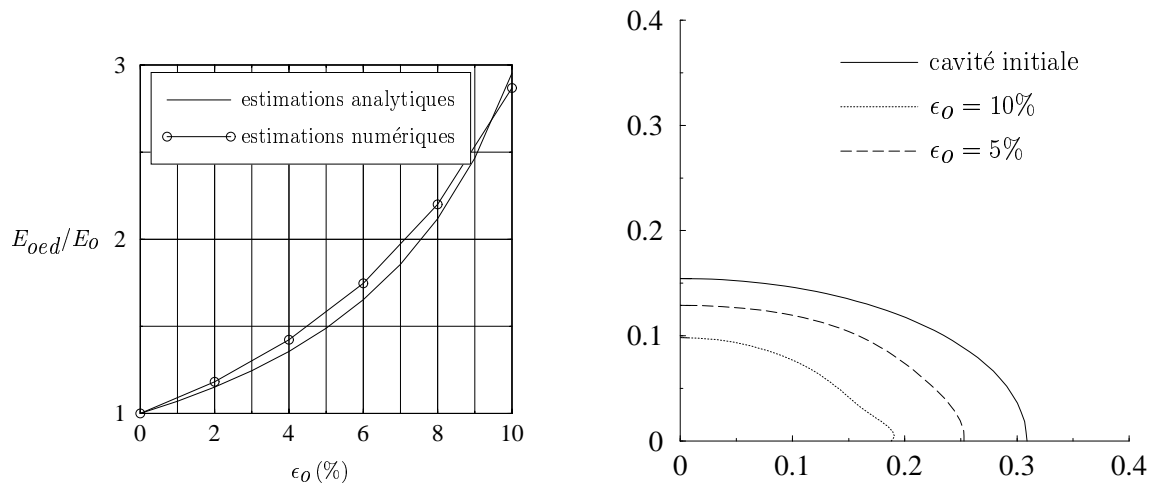 3
estimations analytiques
estimations numériques
E_oed/E_o
2
1
0 2 4 6 8 10
ϵ_o (%)
0.4
cavité initiale
ϵ_o = 10%
0.3
ϵ_o = 5%
0.2
0.1
0
0 0.1 0.2 0.3 0.4